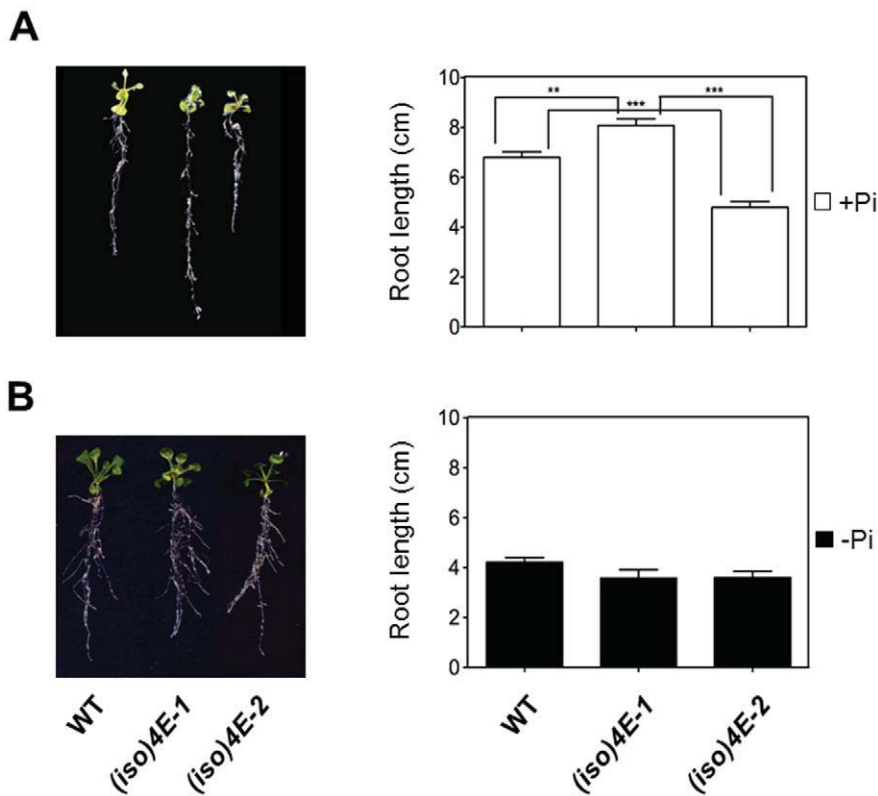 A
Root length (cm)
10
8
6
4
2
0
**
***
***
+Pi
B
Root length (cm)
10
8
6
4
2
0
-Pi
WT
(iso)4E-1
(iso)4E-2
WT
(iso)4E-1
(iso)4E-2